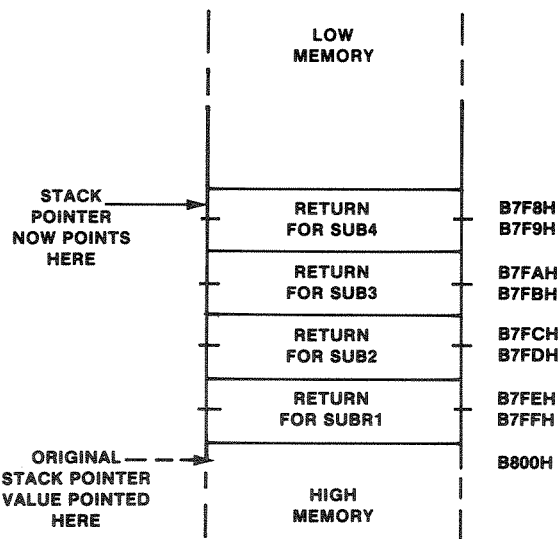 LOW
MEMORY
STACK
POINTER
NOW POINTS
HERE
RETURN
FOR SUB4
B7F8H
B7F9H
RETURN
FOR SUB3
B7FAH
B7FBH
RETURN
FOR SUB2
B7FCH
B7FDH
RETURN
FOR SUBR1
B7FEH
B7FFH
ORIGINAL
STACK POINTER
VALUE POINTED
HERE
B800H
HIGH
MEMORY